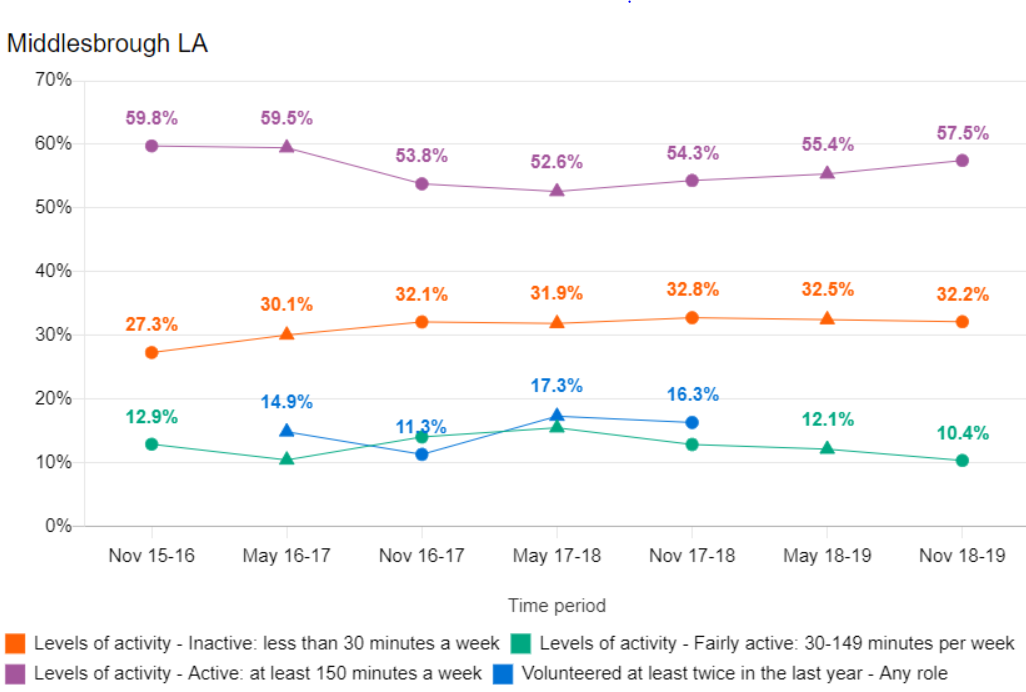 Middlesbrough LA
70%
59.8% 59.5%
53.8% 52.6% 54.3% 55.4% 57.5%
60%
50%
40%
27.3% 30.1% 32.1% 31.9% 32.8% 32.5% 32.2%
30%
20%
14.9% 11.3% 17.3% 16.3%
12.9% 12.1% 10.4%
10%
0%
Nov 15-16 May 16-17 Nov 16-17 May 17-18 Nov 17-18 May 18-19 Nov 18-19
Time period
Levels of activity - Inactive: less than 30 minutes a week Levels of activity - Fairly active: 30-149 minutes per week
Levels of activity - Active: at least 150 minutes a week Volunteered at least twice in the last year - Any role